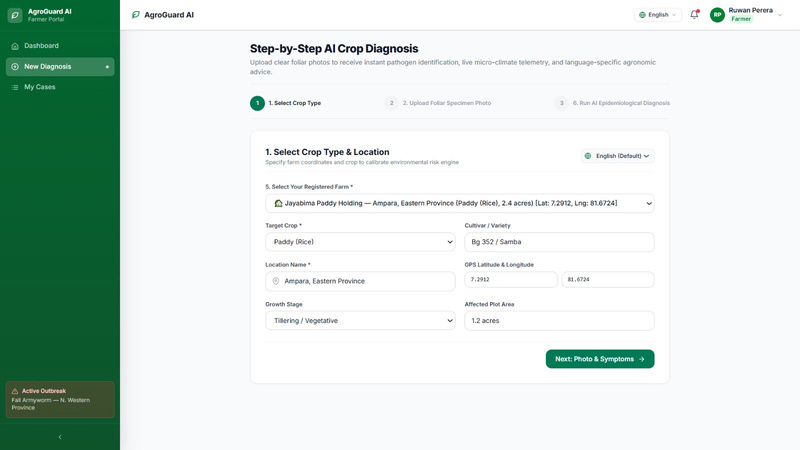 AgroGuard AI
Farmer Portal
Dashboard
New Diagnosis
My Cases
Active Outbreak
Fall Armyworm — N. Western
Province
AgroGuard AI
English
RP
Ruwan Perera
Farmer
Step-by-Step AI Crop Diagnosis
Upload clear foliar photos to receive instant pathogen identification, live micro-climate telemetry, and language-specific agronomic
advice.
1 1. Select Crop Type
2 2. Upload Foliar Specimen Photo
3 6. Run AI Epidemiological Diagnosis
1. Select Crop Type & Location
Specify farm coordinates and crop to calibrate environmental risk engine
English (Default)
5. Select Your Registered Farm *
Jayabima Paddy Holding — Ampara, Eastern Province (Paddy (Rice), 2.4 acres) [Lat: 7.2912, Lng: 81.6724]
Target Crop *
Paddy (Rice)
Cultivar / Variety
Bg 352 / Samba
Location Name *
Ampara, Eastern Province
GPS Latitude & Longitude
7.2912
81.6724
Growth Stage
Tillering / Vegetative
Affected Plot Area
1.2 acres
Next: Photo & Symptoms →